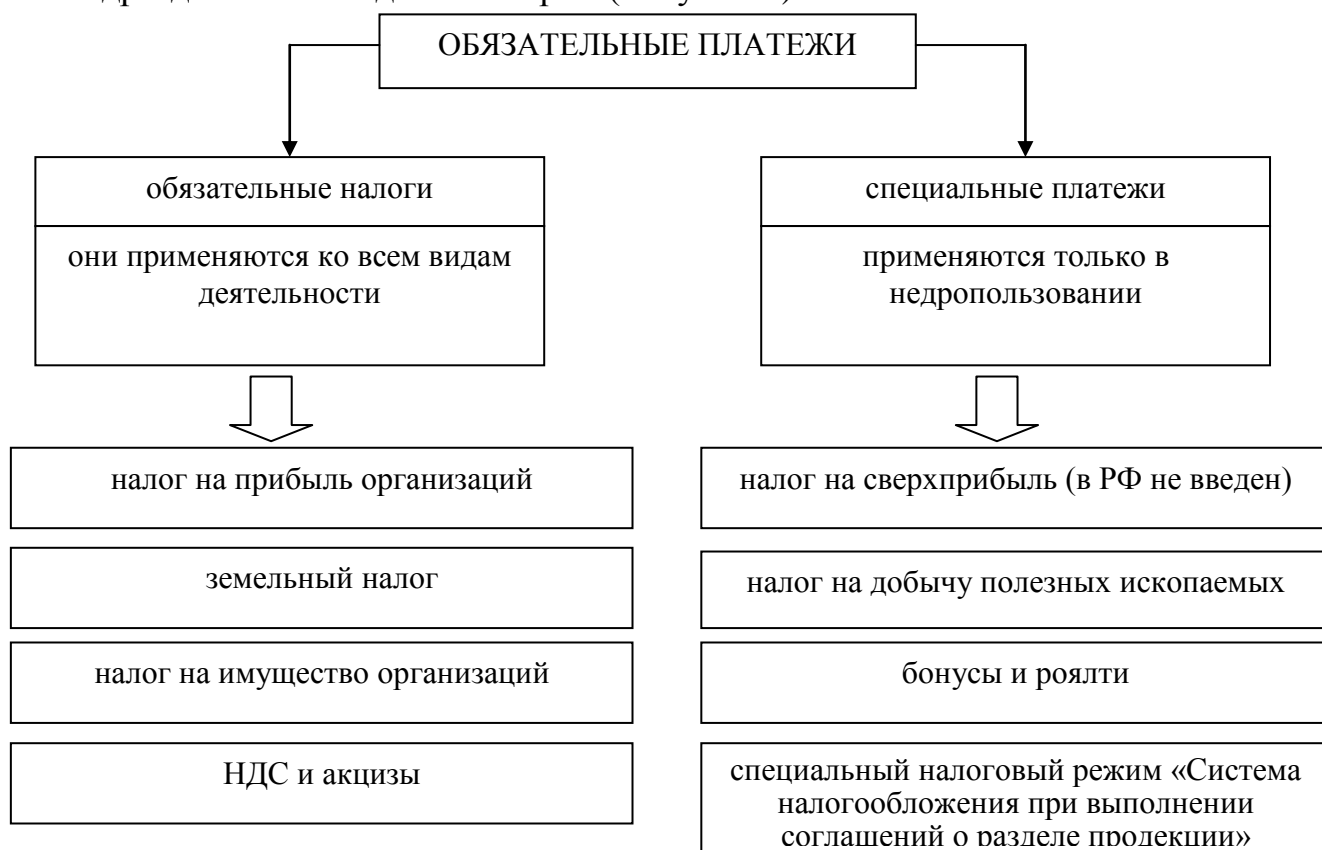 ОБЯЗАТЕЛЬНЫЕ ПЛАТЕЖИ
обязательные налоги
они применяются ко всем видам
деятельности
специальные платежи
применяются только в
недропользовании
налог на прибыль организаций
земельный налог
налог на имущество организаций
НДС и акцизы
налог на сверхприбыль (в РФ не введен)
налог на добычу полезных ископаемых
бонусы и роялти
специальный налоговый режим «Система
налогообложения при выполнении
соглашений о разделе продекции»